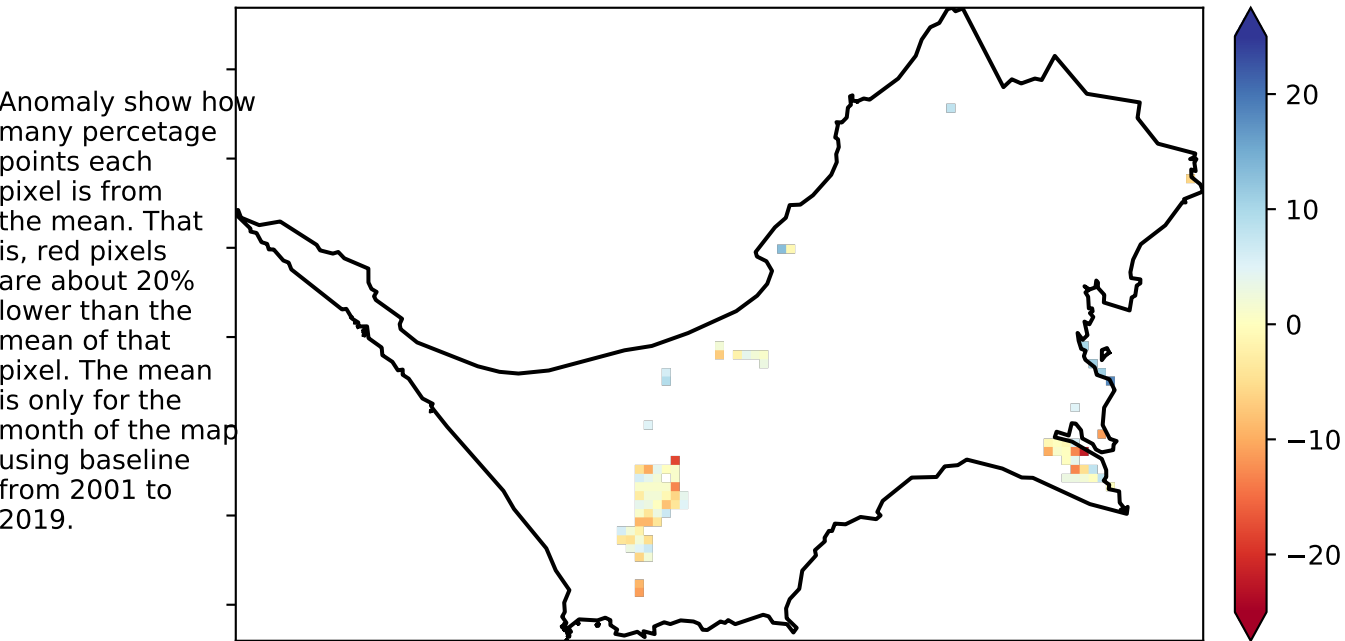 Anomaly show how
many percetage
points each
pixel is from
the mean. That
is, red pixels
are about 20%
lower than the
mean of that
pixel. The mean
is only for the
month of the map
using baseline
from 2001 to
2019.
20
10
0
−10
−20